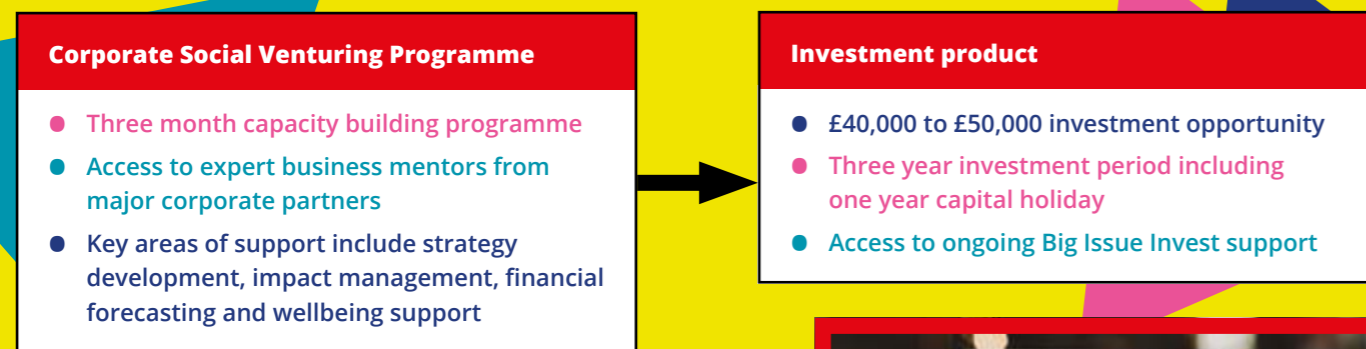 Corporate Social Venturing Programme
● Three month capacity building programme
● Access to expert business mentors from
major corporate partners
● Key areas of support include strategy
development, impact management, financial
forecasting and wellbeing support
Investment product
● £40,000 to £50,000 investment opportunity
● Three year investment period including
one year capital holiday
● Access to ongoing Big Issue Invest support